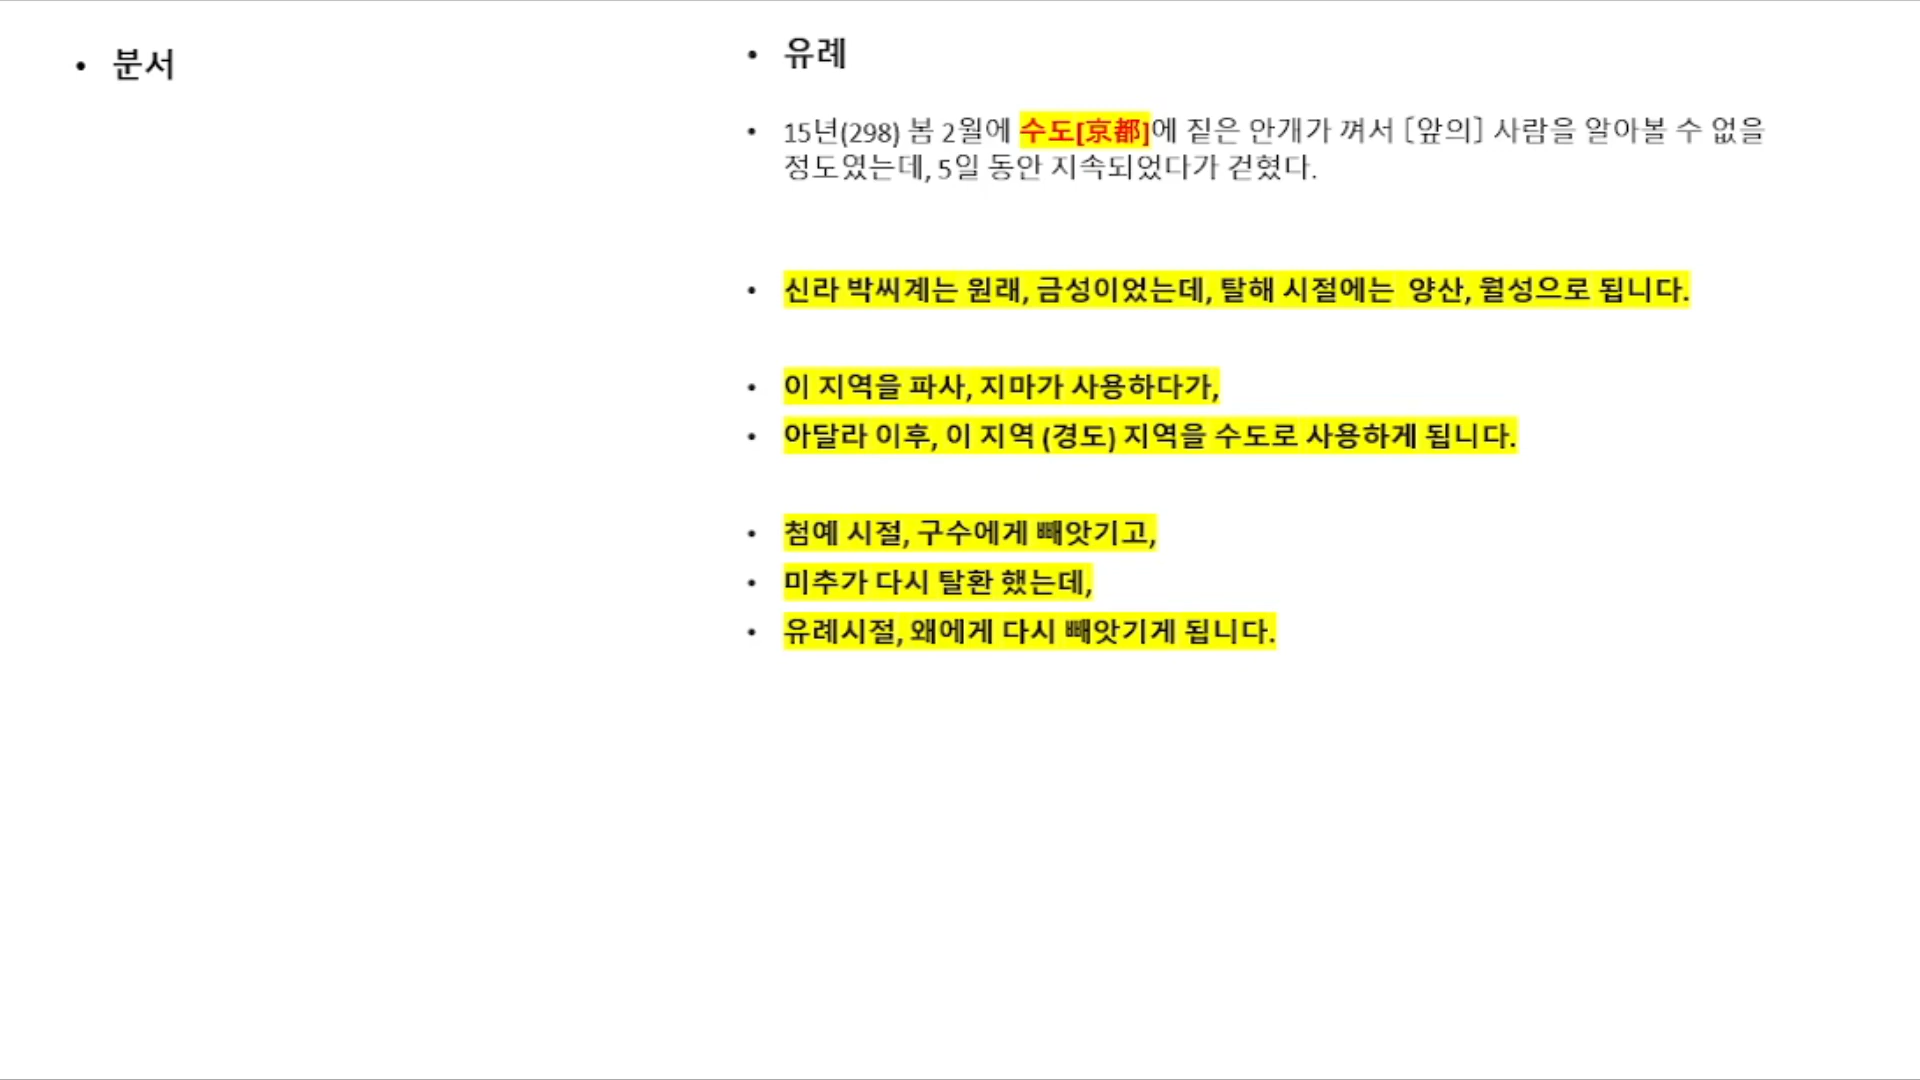 • 분서
• 유례
• 15년(298) 봄 2월에 수도[京都]에 짙은 안개가 껴서 [앞의] 사람을 알아볼 수 없을
정도였는데, 5일 동안 지속되었다가 걷혔다.
• 신라 박씨계는 원래, 금성이었는데, 탈해 시절에는 양산, 월성으로 됩니다.
• 이 지역을 파사, 지마가 사용하다가,
• 아달라 이후, 이 지역 (경도) 지역을 수도로 사용하게 됩니다.
• 첨예 시절, 구수에게 빼앗기고,
• 미추가 다시 탈환 했는데,
• 유례시절, 왜에게 다시 빼앗기게 됩니다.